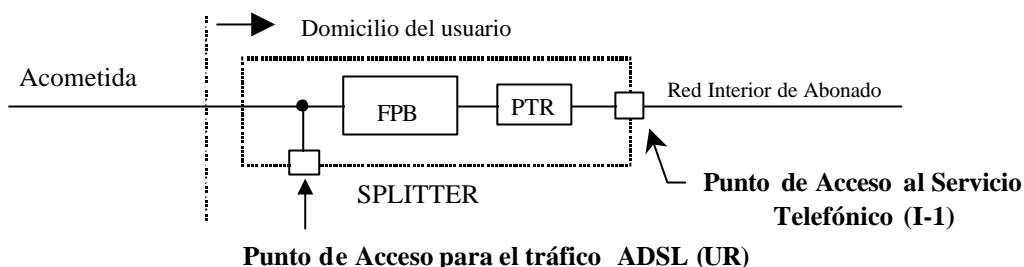 Domicilio del usuario
Acometida
FPB
PTR
Red Interior de Abonado
SPLITTER
Punto de Acceso al Servicio
Telefónico (I-1)
Punto de Acceso para el tráfico ADSL (UR)